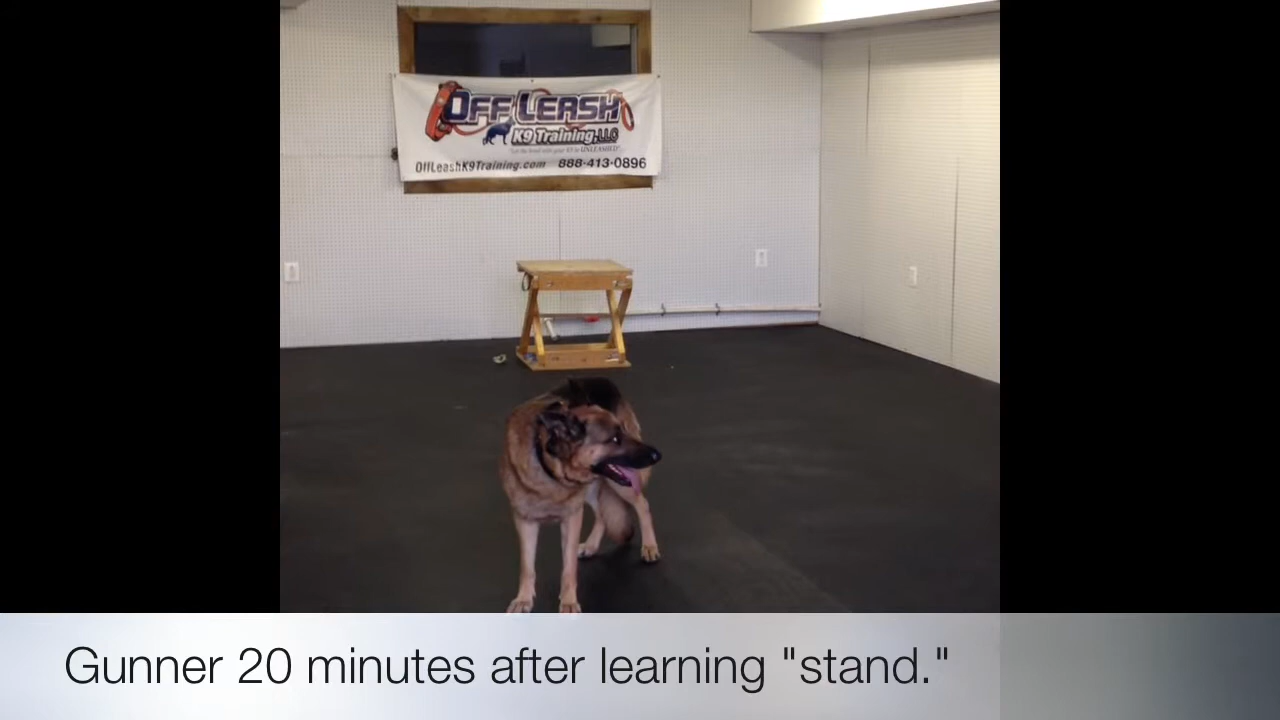 OFF LEASH
K9 Training, LLC
OffLeashK9Training.com 888-413-0896
Gunner 20 minutes after learning "stand."